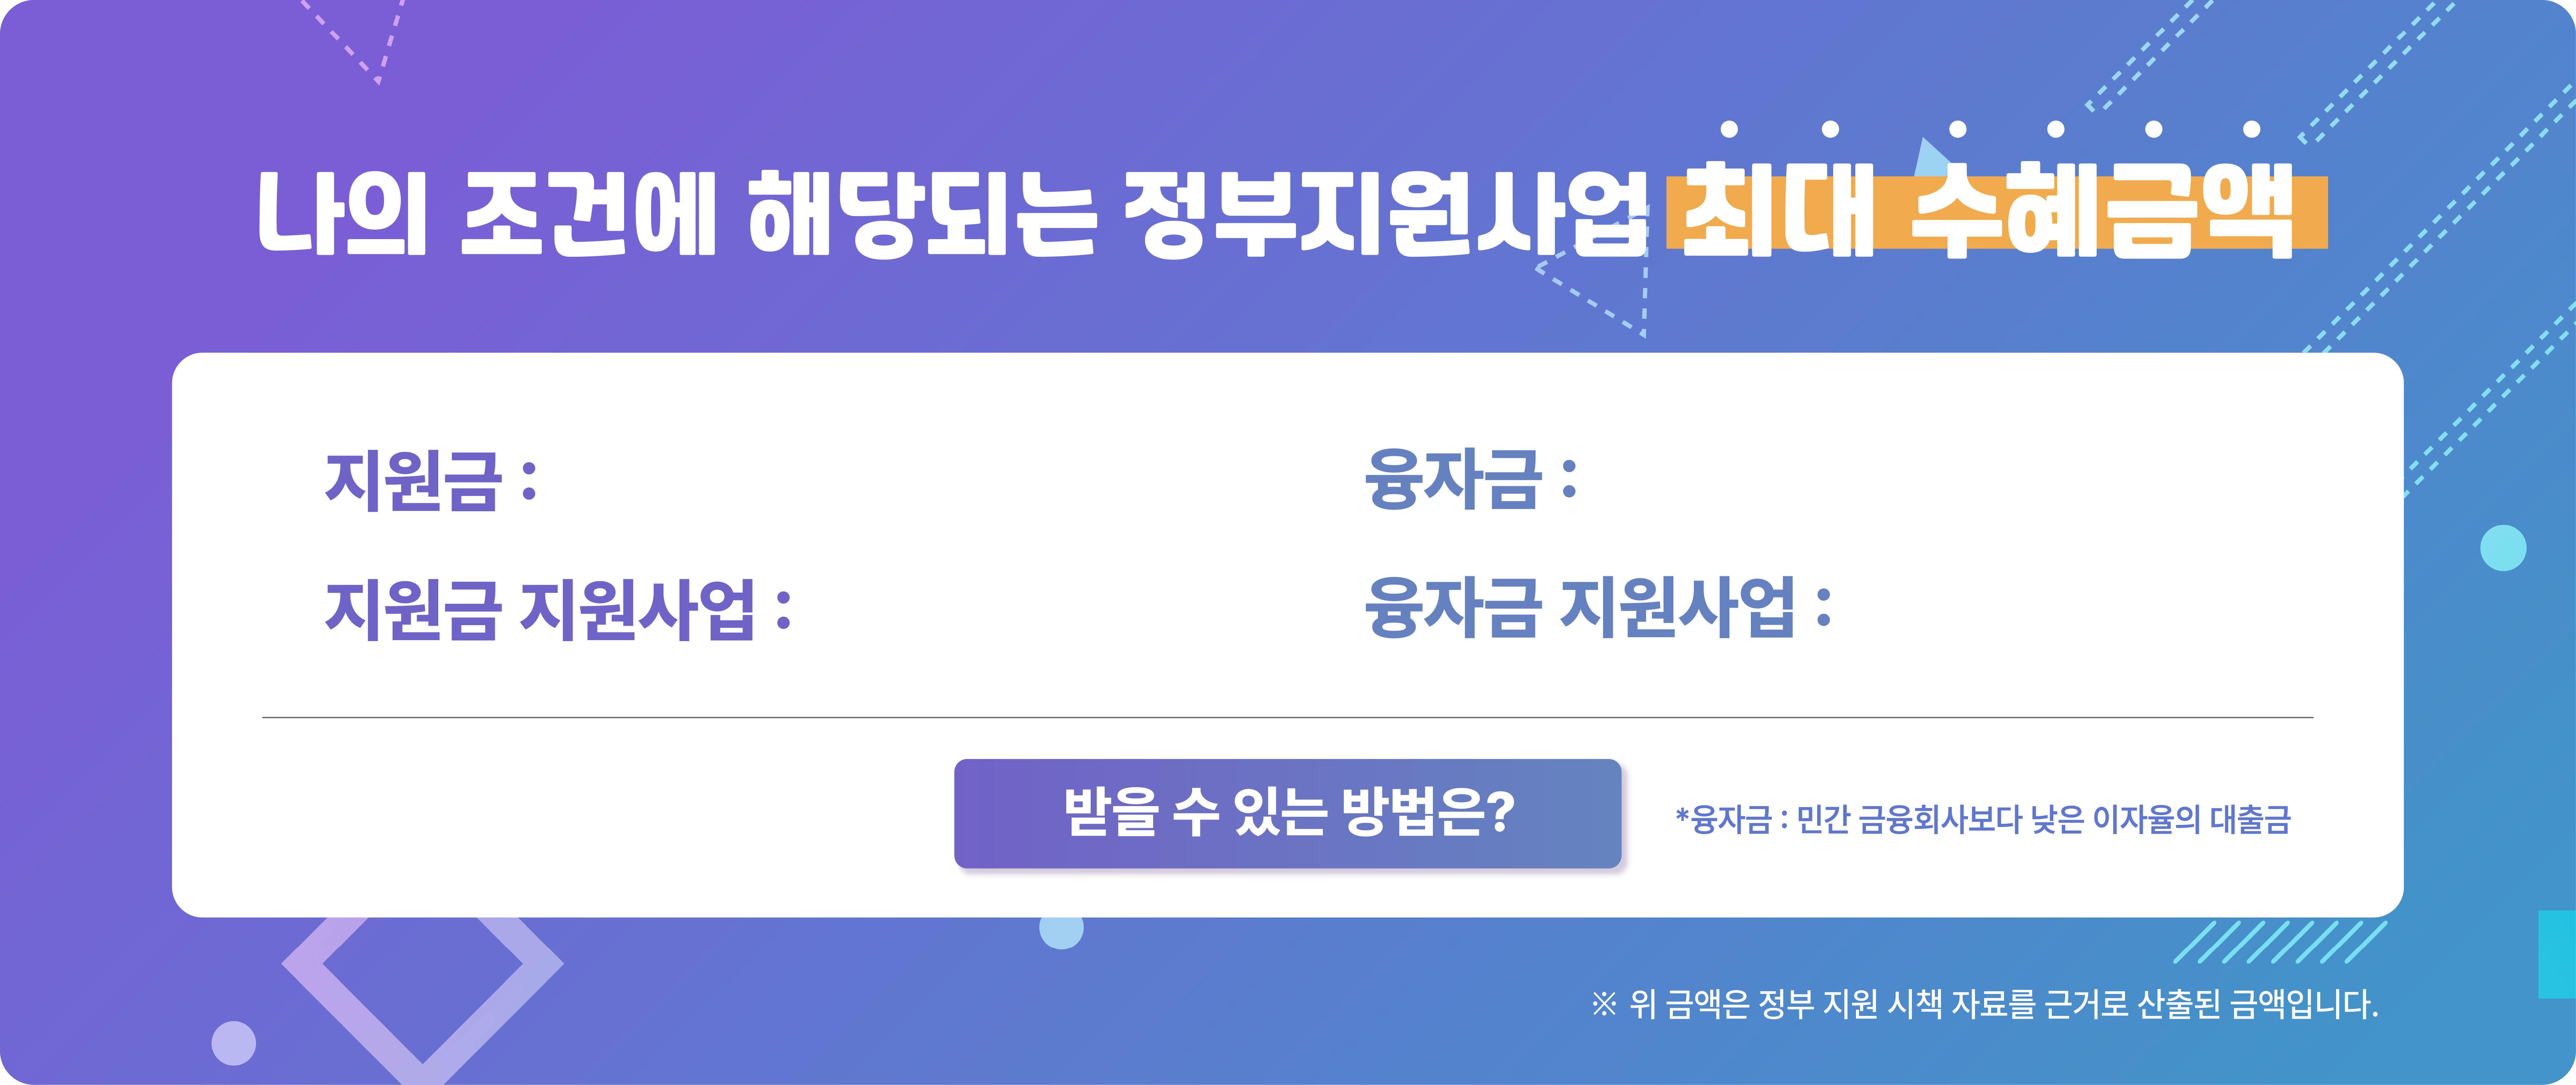 나의 조건에 해당되는 정부지원사업 최대 수혜금액
지원금 :
융자금 :
지원금 지원사업 :
융자금 지원사업 :
받을 수 있는 방법은?
*융자금 : 민간 금융회사보다 낮은 이자율의 대출금
※ 위 금액은 정부 지원 시책 자료를 근거로 산출된 금액입니다.